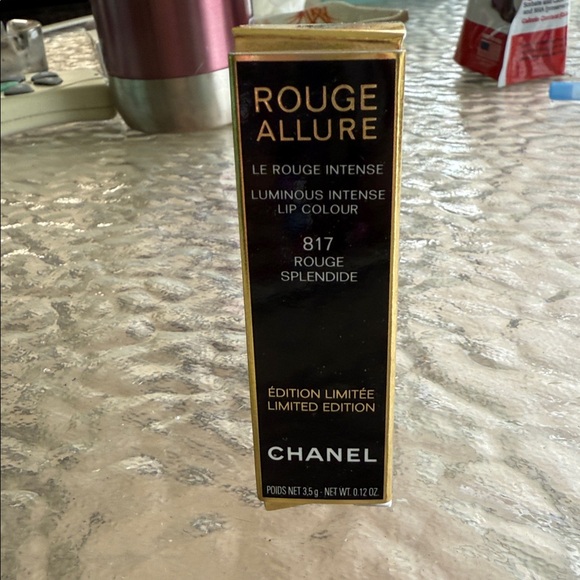 ROUGE
ALLURE
LE ROUGE INTENSE
LUMINOUS INTENSE
LIP COLOUR
817
ROUGE
SPLENDIDE
ÉDITION LIMITÉE
LIMITED EDITION
CHANEL
POIDS NET 3,5 g - NET WT. 0.12 OZ.